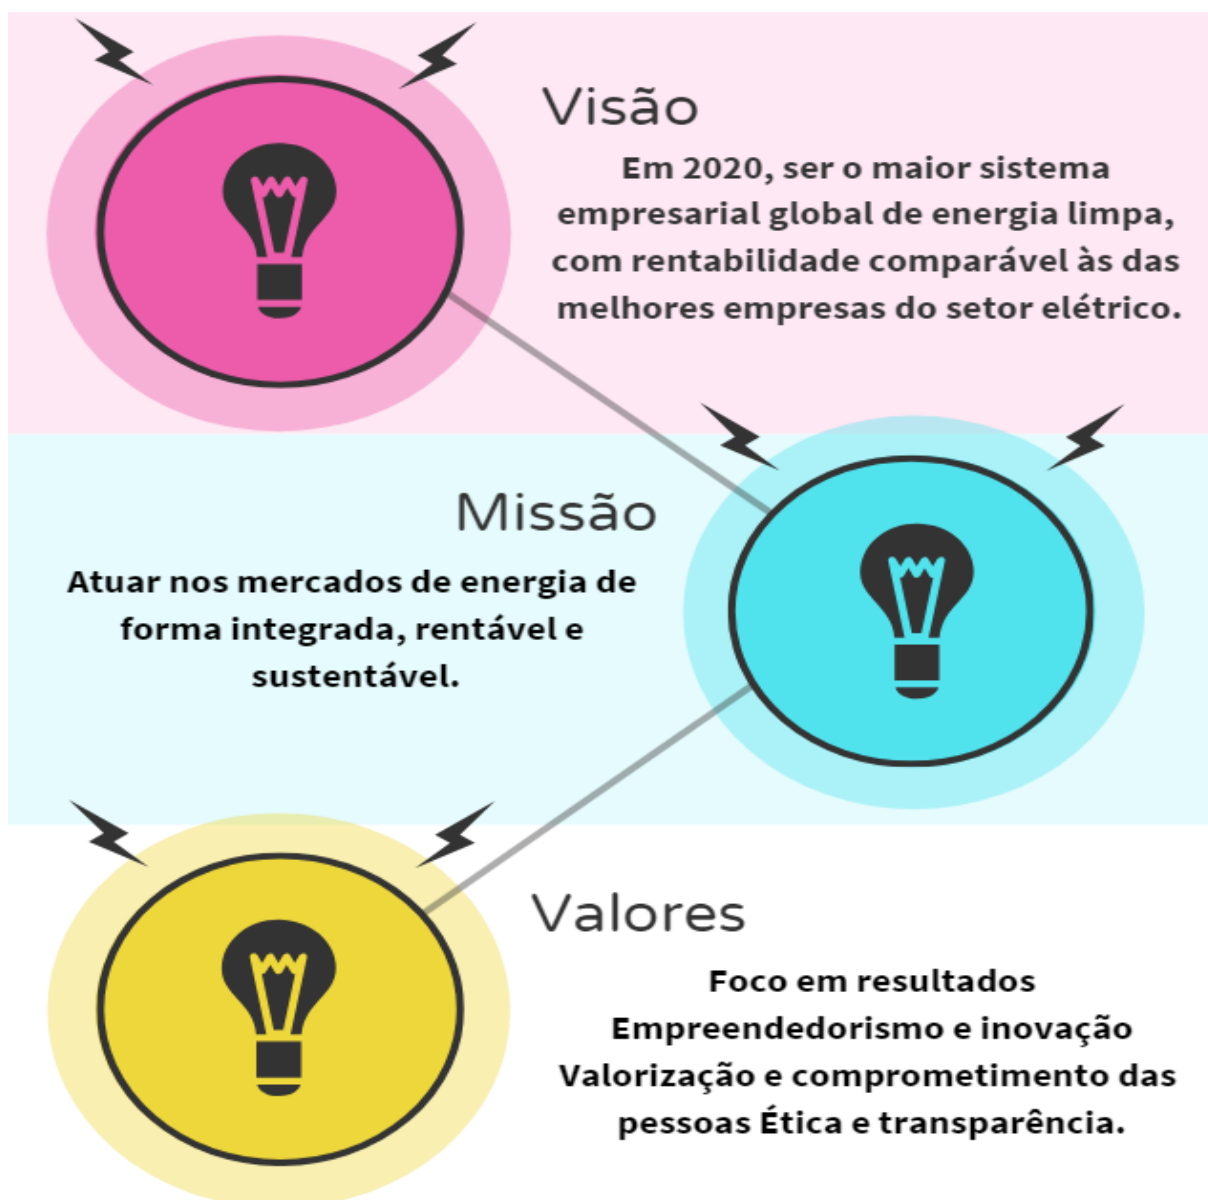 Visão
Em 2020, ser o maior sistema
empresarial global de energia limpa,
com rentabilidade comparável às das
melhores empresas do setor elétrico.
Missão
Atuar nos mercados de energia de
forma integrada, rentável e
sustentável.
Valores
Foco em resultados
Empreendedorismo e inovação
Valorização e comprometimento das
pessoas Ética e transparência.